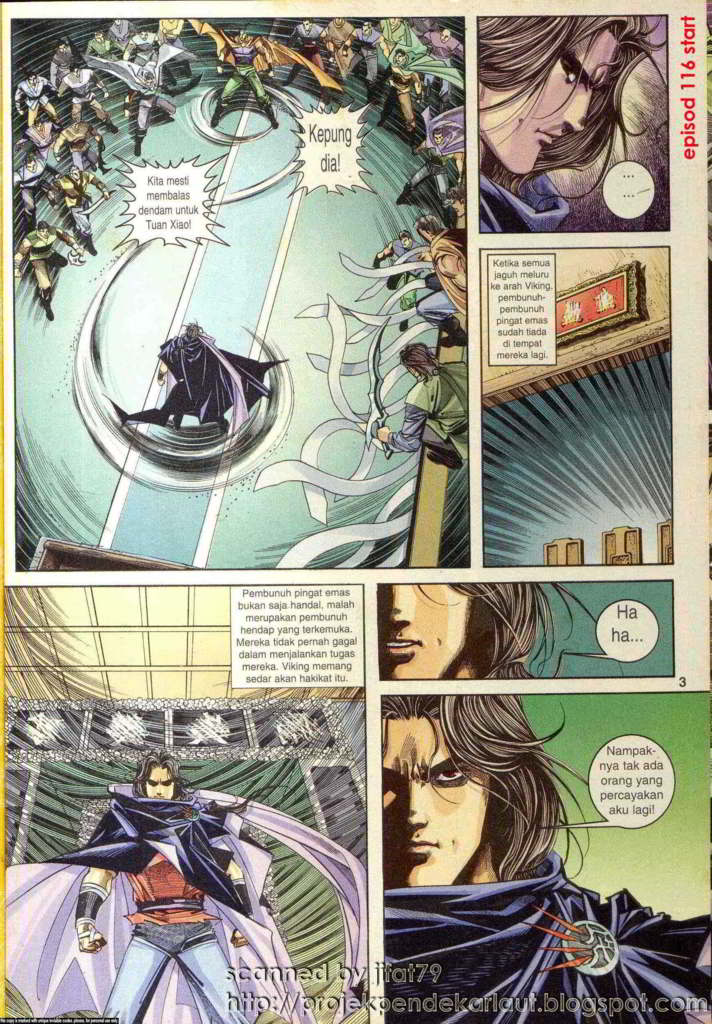 episod 116 start
Kepung
dia!
Kita mesti
membalas
dendam untuk
Tuan Xiao!
...
...
Ketika semua
jaguh meluru
ke arah Viking,
pembunuh-
pembunuh
pingat emas
sudah tiada
di tempat
mereka lagi.
Pembunuh pingat emas
bukan saja handal, malah
merupakan pembunuh
hendap yang terkemuka.
Mereka tidak pernah gagal
dalam menjalankan tugas
mereka. Viking memang
sedar akan hakikat itu.
Ha
ha...
3
Nampak-
nya tak ada
orang yang
percayakan
aku lagi!
scanned by jtat79
http://projekpendekarlaut.blogspot.com